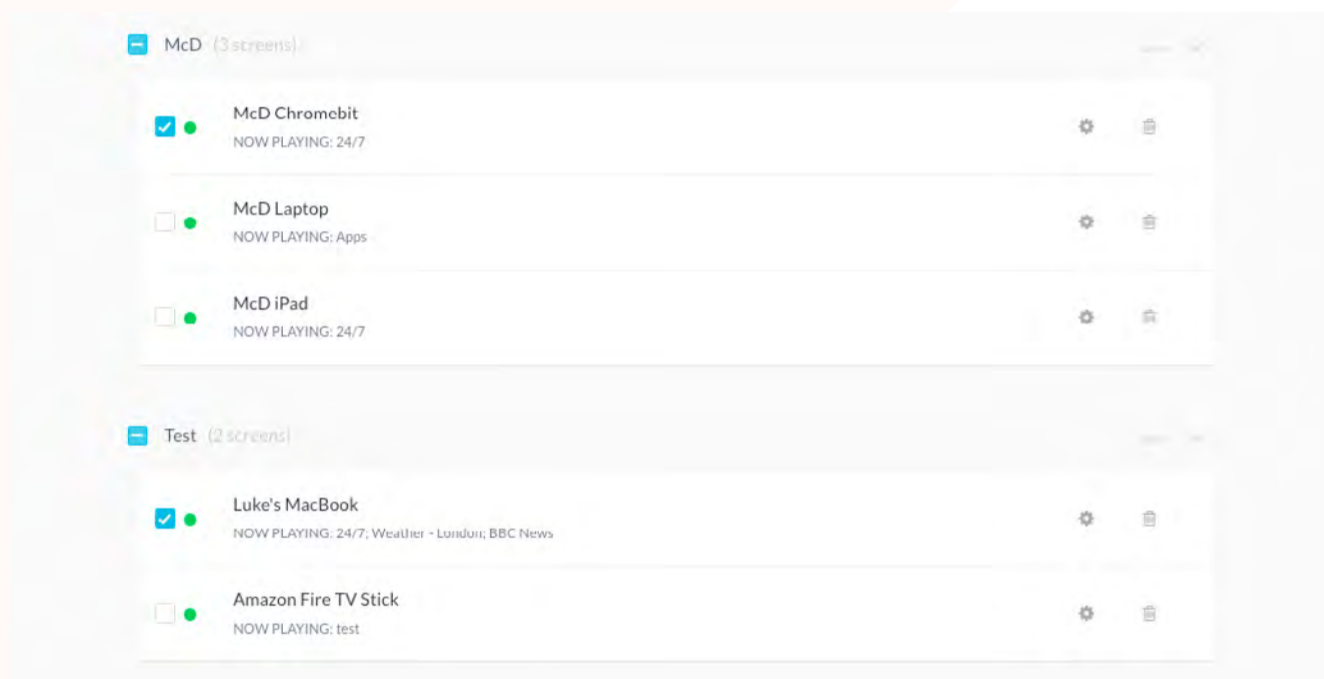 McD (3 screens)
McD Chromebit
NOW PLAYING: 24/7
McD Laptop
NOW PLAYING: Apps
McD iPad
NOW PLAYING: 24/7
Test (2 screens)
Luke's MacBook
NOW PLAYING: 24/7; Weather - London; BBC News
Amazon Fire TV Stick
NOW PLAYING: test